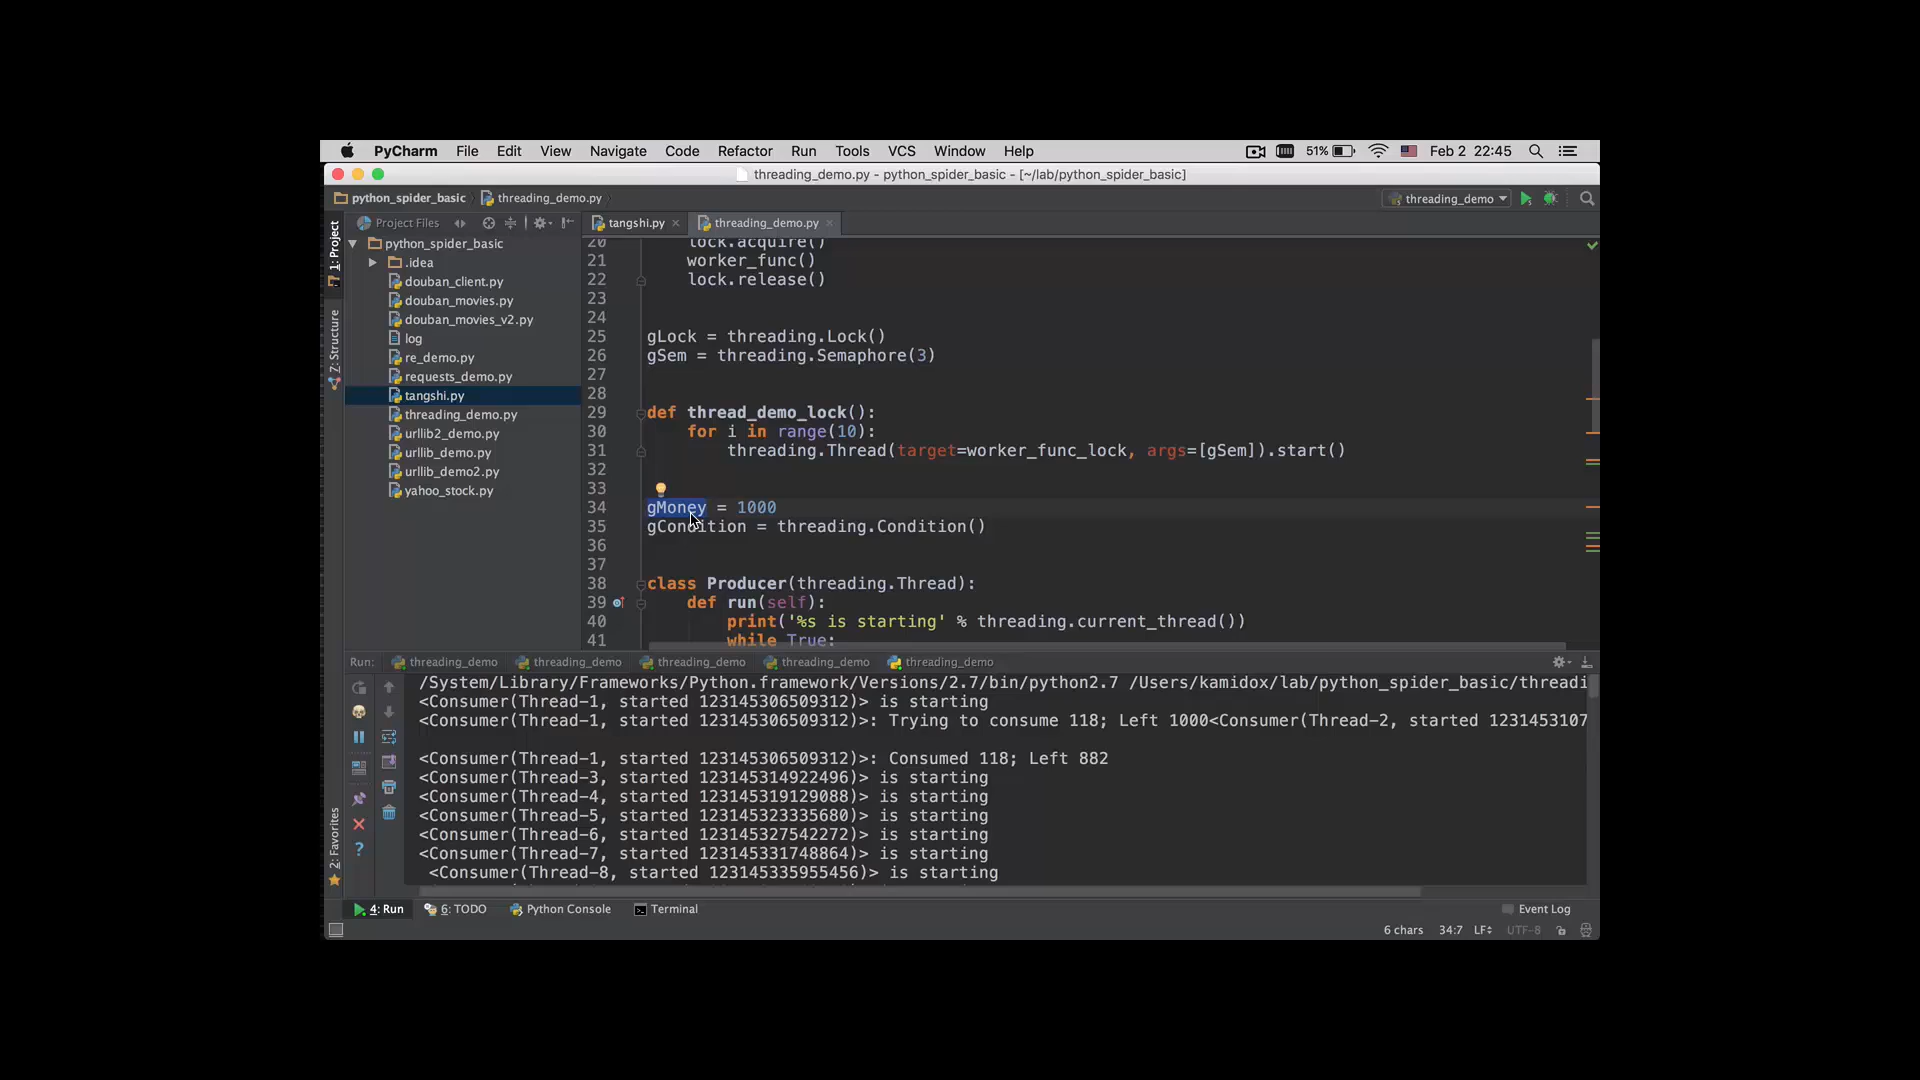 PyCharm File Edit View Navigate Code Refactor Run Tools VCS Window Help 51% Feb 2 22:45
threading_demo.py - python_spider_basic - [~/lab/python_spider_basic]
python_spider_basic threading_demo.py threading_demo
1: Project
Project Files
tangshi.py threading_demo.py
python_spider_basic
.idea
douban_client.py
douban_movies.py
douban_movies_v2.py
log
re_demo.py
requests_demo.py
tangshi.py
threading_demo.py
urllib2_demo.py
urllib_demo.py
urllib_demo2.py
yahoo_stock.py
7: Structure
2: Favorites
20 lock.acquire()
21 worker_func()
22 lock.release()
23
24
25 gLock = threading.Lock()
26 gSem = threading.Semaphore(3)
27
28
29 def thread_demo_lock():
30 for i in range(10):
31 threading.Thread(target=worker_func_lock, args=[gSem]).start()
32
33
34 gMoney = 1000
35 gCondition = threading.Condition()
36
37
38 class Producer(threading.Thread):
39 def run(self):
40 print('%s is starting' % threading.current_thread())
41 while True:
Run: threading_demo threading_demo threading_demo threading_demo threading_demo
/System/Library/Frameworks/Python.framework/Versions/2.7/bin/python2.7 /Users/kamidox/lab/python_spider_basic/threadi
<Consumer(Thread-1, started 123145306509312)> is starting
<Consumer(Thread-1, started 123145306509312)>: Trying to consume 118; Left 1000<Consumer(Thread-2, started 1231453107
<Consumer(Thread-1, started 123145306509312)>: Consumed 118; Left 882
<Consumer(Thread-3, started 123145314922496)> is starting
<Consumer(Thread-4, started 123145319129088)> is starting
<Consumer(Thread-5, started 123145323335680)> is starting
<Consumer(Thread-6, started 123145327542272)> is starting
<Consumer(Thread-7, started 123145331748864)> is starting
<Consumer(Thread-8, started 123145335955456)> is starting
4: Run 6: TODO Python Console Terminal Event Log
6 chars 34:7 LF UTF-8